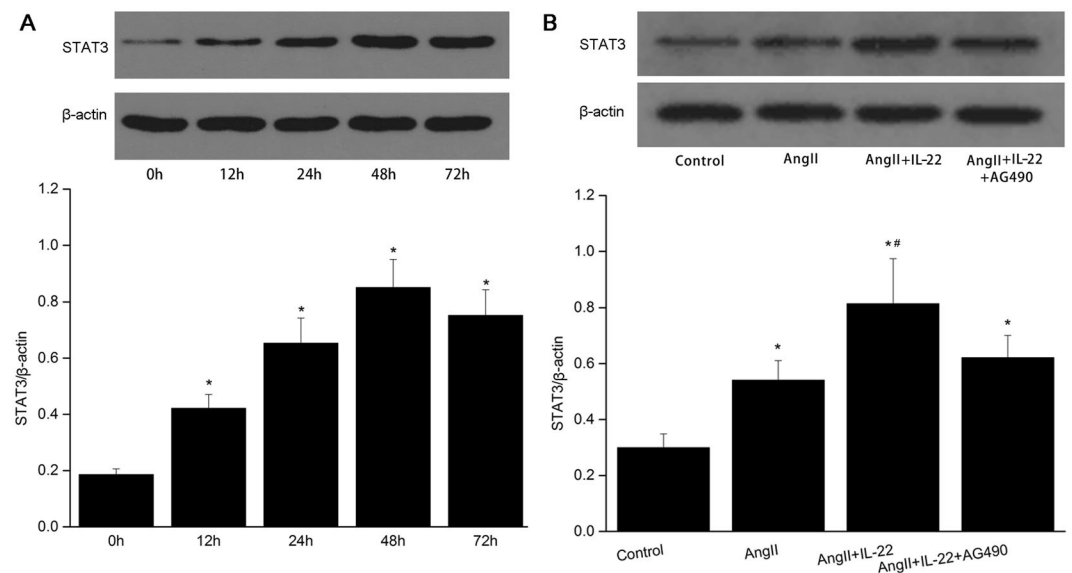 A
STAT3
β-actin
0h 12h 24h 48h 72h
STAT3/β-actin
1.2
1.0
0.8
0.6
0.4
0.2
0.0
*
*
*
*
0h 12h 24h 48h 72h
B
STAT3
β-actin
Control AngII AngII+IL-22 AngII+IL-22
+AG490
STAT3/β-actin
1.2
1.0
0.8
0.6
0.4
0.2
0.0
*
*#
*
Control AngII AngII+IL-22 AngII+IL-22+AG490